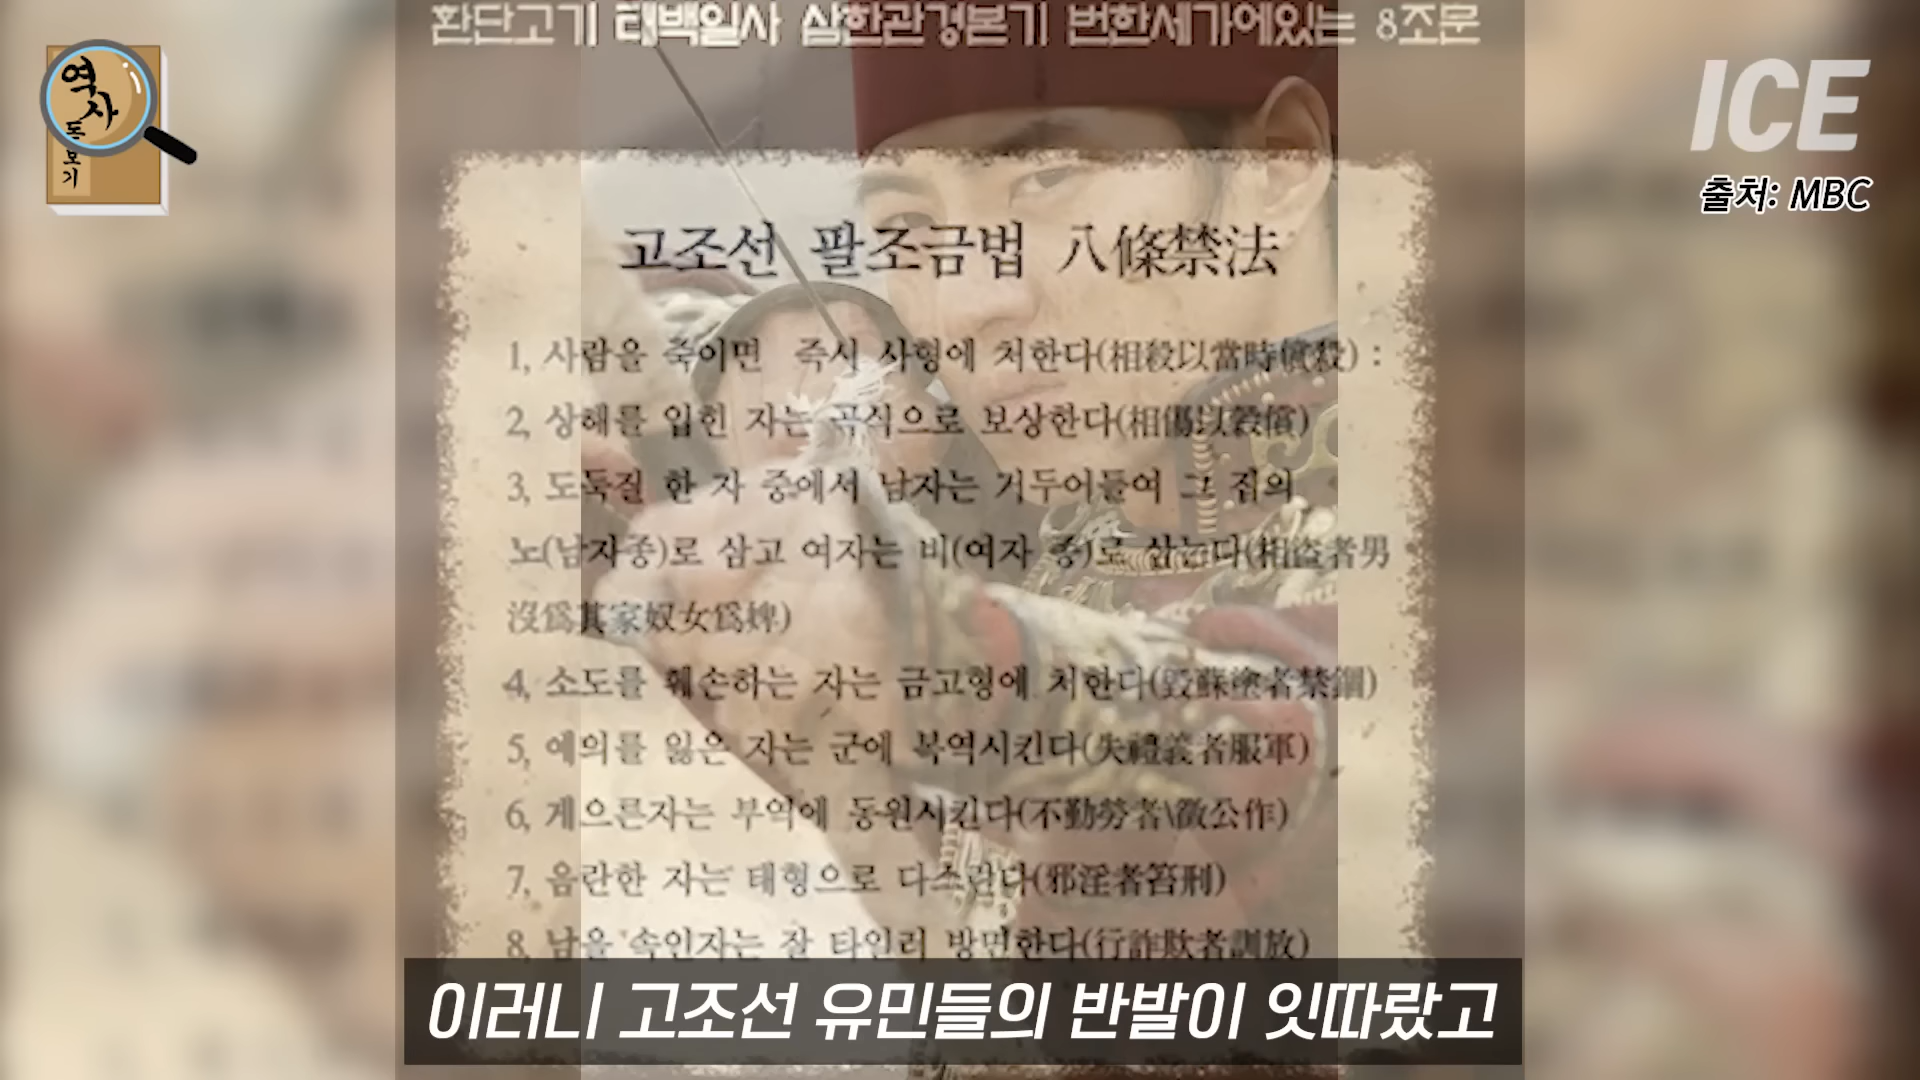 환단고기 태백일사 삼한관경본기 번한세가에있는 8조문
역사
돋보기
ICE
출처: MBC
고조선 팔조금법 八條禁法
1, 사람을 죽이면 즉시 사형에 처한다(相殺以當時償殺) :
2, 상해를 입힌 자는 곡식으로 보상한다(相傷以穀償)
3, 도둑질 한 자 중에서 남자는 거두어들여 그 집의
노(남자종)로 삼고 여자는 비(여자 종)로 삼는다(相盜者男
沒爲其家奴女爲婢)
4, 소도를 훼손하는 자는 금고형에 처한다(毁蘇塗者禁錮)
5, 예의를 잃은 자는 군에 복역시킨다(失禮義者服軍)
6, 게으른자는 부역에 동원시킨다(不勤勞者\徵公作)
7, 음란한 자는 태형으로 다스린다(邪淫者笞刑)
8, 남을 속인자는 잘 타일러 방면한다(行詐欺者訓放)
이러니 고조선 유민들의 반발이 잇따랐고